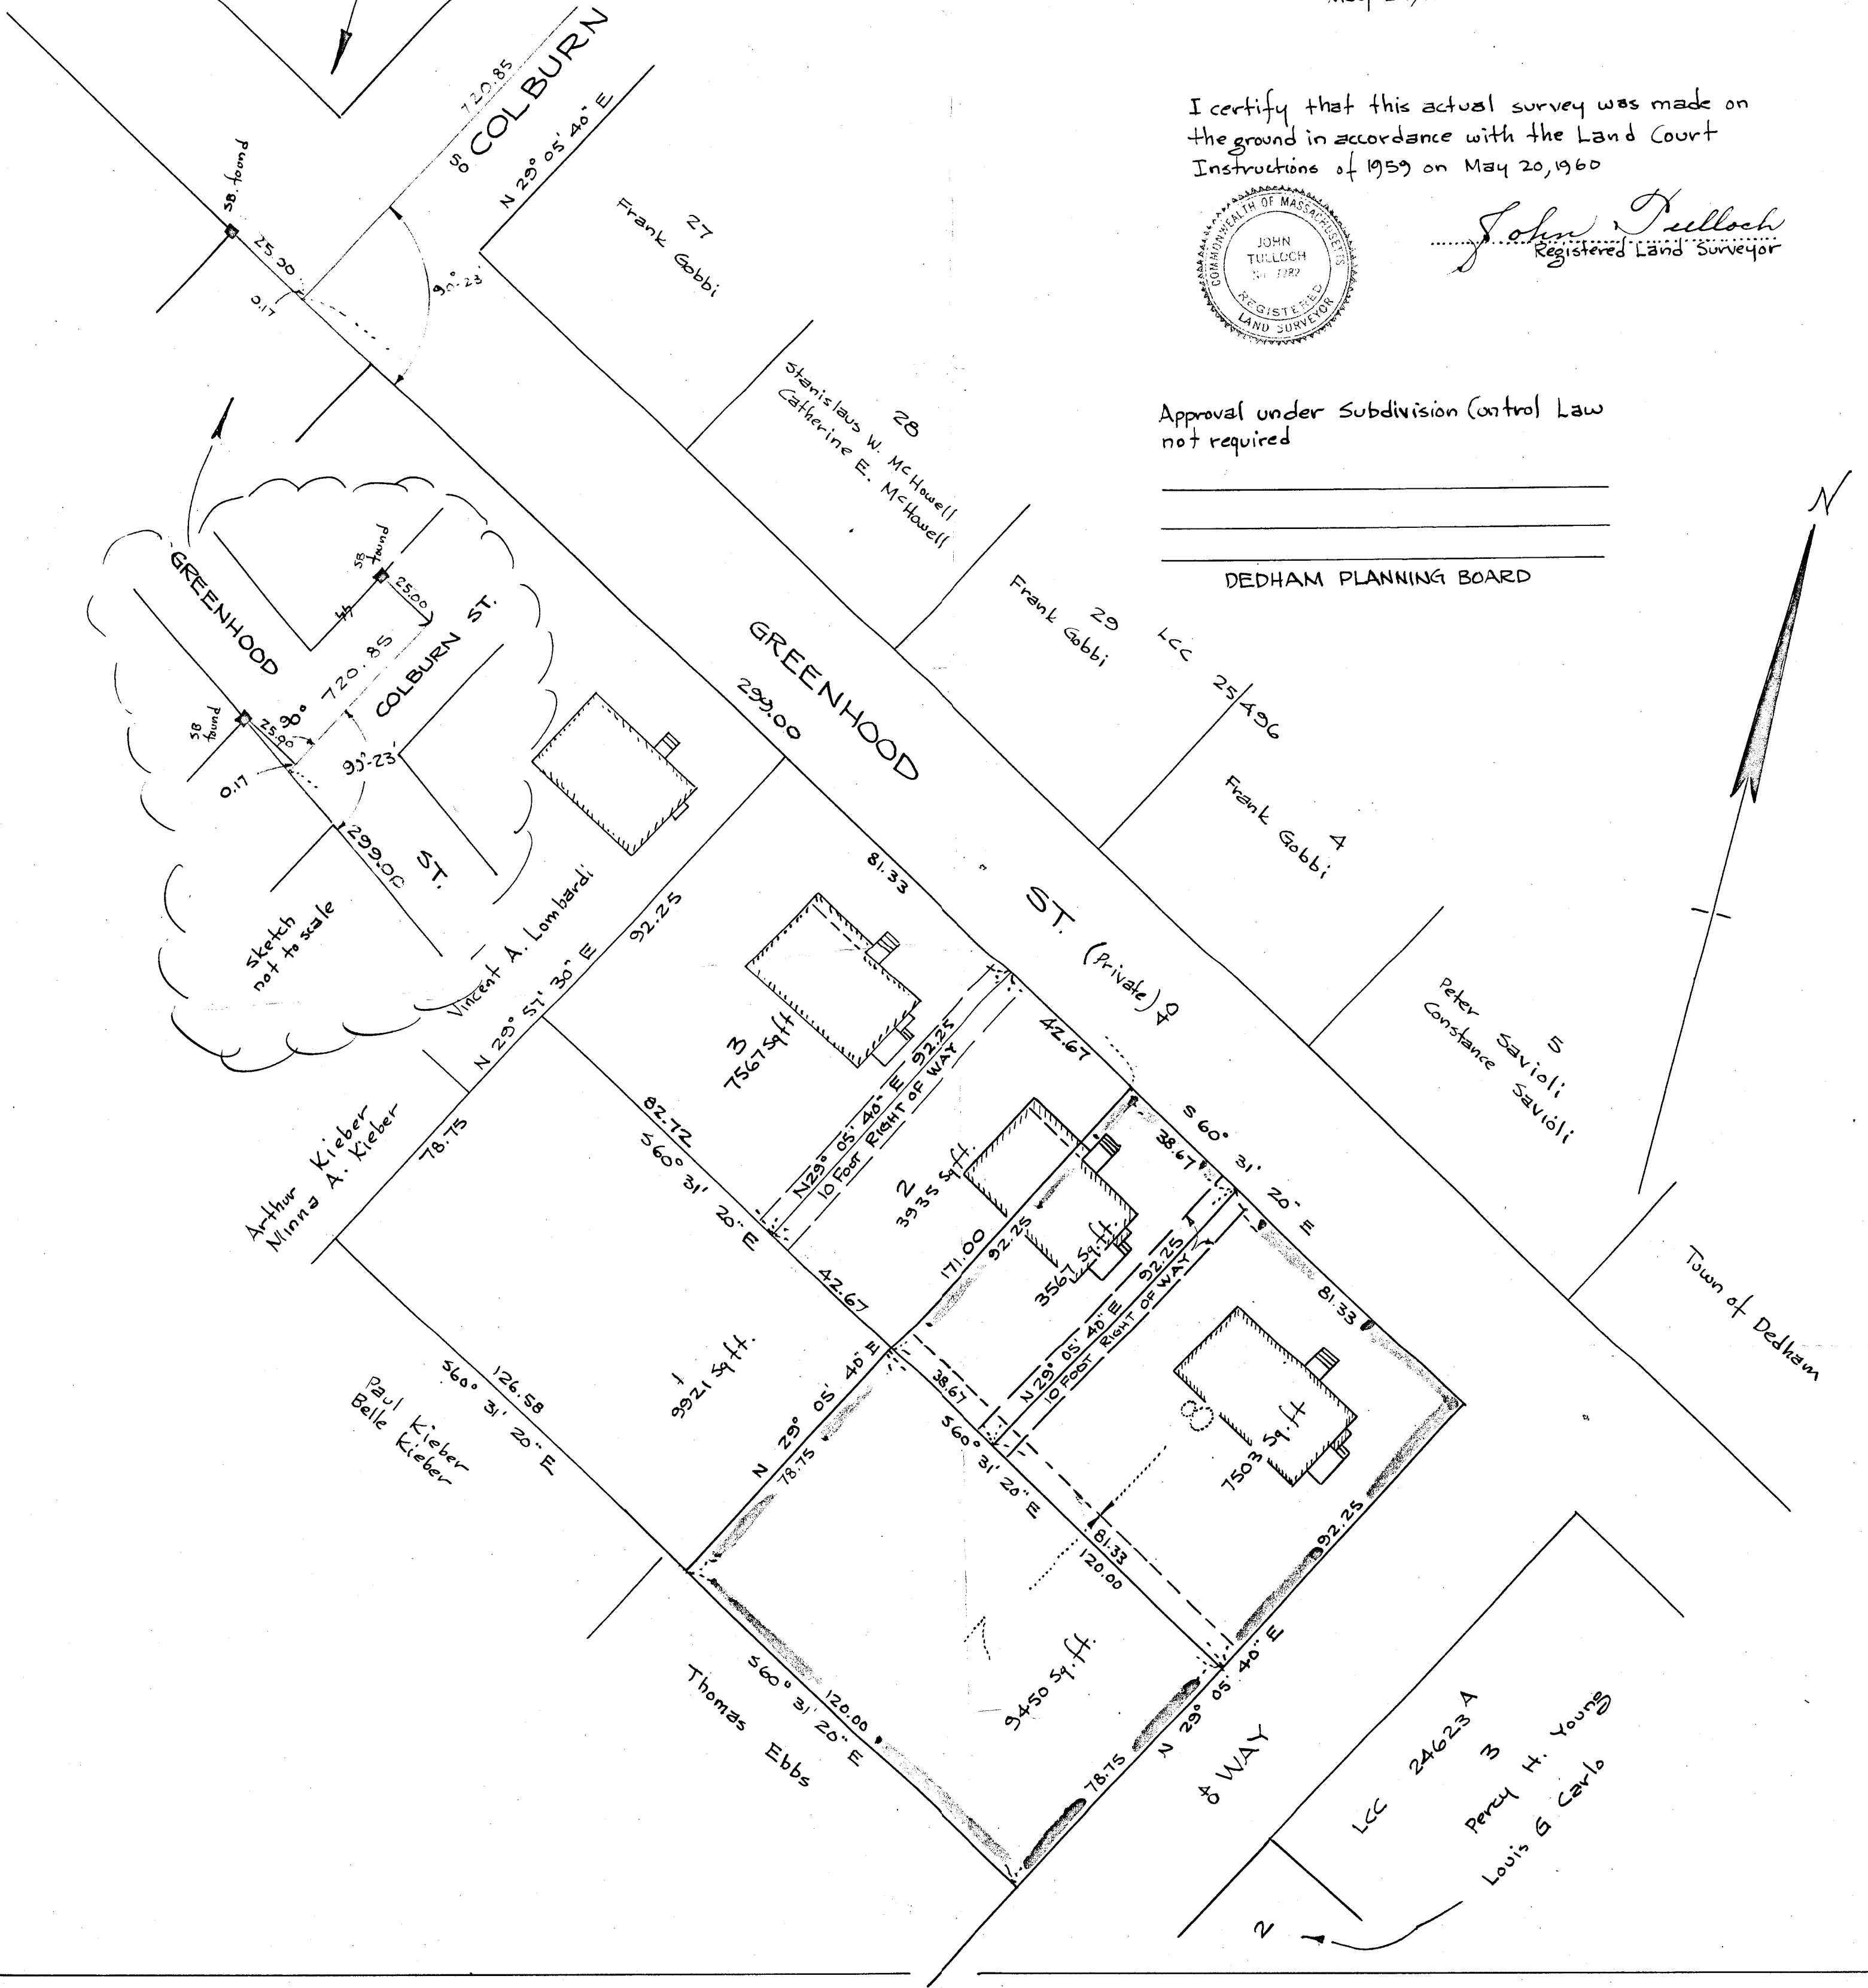 COLBURN
720.85
50
N 29° 05' 40" E
SB. found
25.00
0.17
90°-23'
27
Frank Gobbi
28
Stanislaus W. McHowell
Catherine E. McHowell
29
Frank Gobbi
LCC 25496
4
Frank Gobbi
5
Peter Savioli
Constance Savioli
Town of Dedham
I certify that this actual survey was made on
the ground in accordance with the Land Court
Instructions of 1959 on May 20, 1960
COMMONWEALTH OF MASSACHUSETTS
JOHN
TULLOCH
REGISTERED
LAND SURVEYOR
John Tulloch
Registered Land Surveyor
Approval under Subdivision Control Law
not required
DEDHAM PLANNING BOARD
N
GREENHOOD
SB
found
25.00
44
720.85
COLBURN ST.
SB
found
25.00
90°
90°-23'
0.17
299.00
ST.
sketch
not to scale
GREENHOOD
299.00
ST.
(Private) 40
Vincent A. Lombardi
N 29° 57' 30" E
92.25
78.75
Arthur Kieber
Minna A. Kieber
81.33
3
7567 sq ft
N 29° 05' 40" E 92.25
10 FOOT RIGHT OF WAY
42.67
82.72
S 60° 31' 20" E
42.67
2
3935 sq ft.
171.00
92.25
3567 sq. ft.
38.67
S 60° 31' 20" E
N 29° 05' 40" E 92.25
10 FOOT RIGHT OF WAY
81.33
8
7503 sq. ft
92.25
1
9921 sq ft.
N 29° 05' 40" E
78.75
38.67
S 60° 31' 20" E
81.33
120.00
126.58
S 60° 31' 20" E
Paul Kieber
Belle Kieber
7
9450 sq. ft.
120.00
S 60° 31' 20" E
Thomas Ebbs
78.75
N 29° 05' 40" E
40 WAY
LCC 24623 A
3
Percy H. Young
Louis G Carlo
2